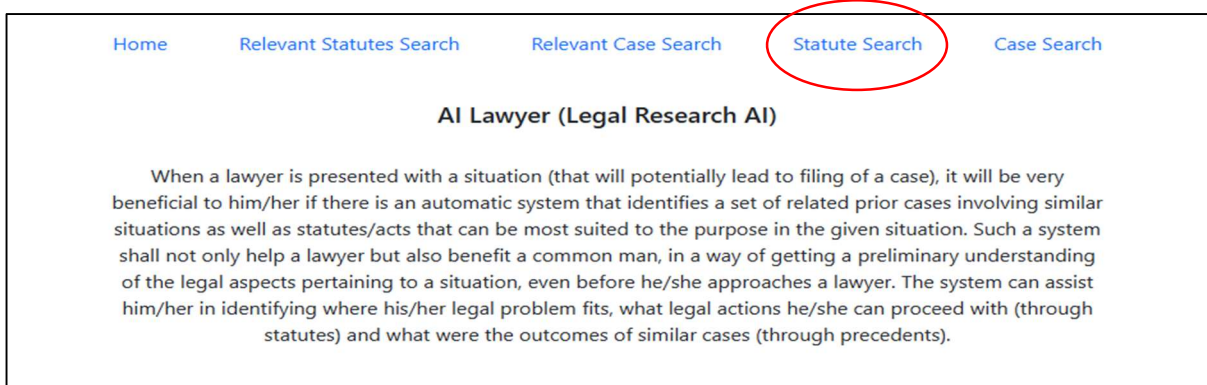 Home Relevant Statutes Search Relevant Case Search Statute Search Case Search
AI Lawyer (Legal Research AI)
When a lawyer is presented with a situation (that will potentially lead to filing of a case), it will be very
beneficial to him/her if there is an automatic system that identifies a set of related prior cases involving similar
situations as well as statutes/acts that can be most suited to the purpose in the given situation. Such a system
shall not only help a lawyer but also benefit a common man, in a way of getting a preliminary understanding
of the legal aspects pertaining to a situation, even before he/she approaches a lawyer. The system can assist
him/her in identifying where his/her legal problem fits, what legal actions he/she can proceed with (through
statutes) and what were the outcomes of similar cases (through precedents).